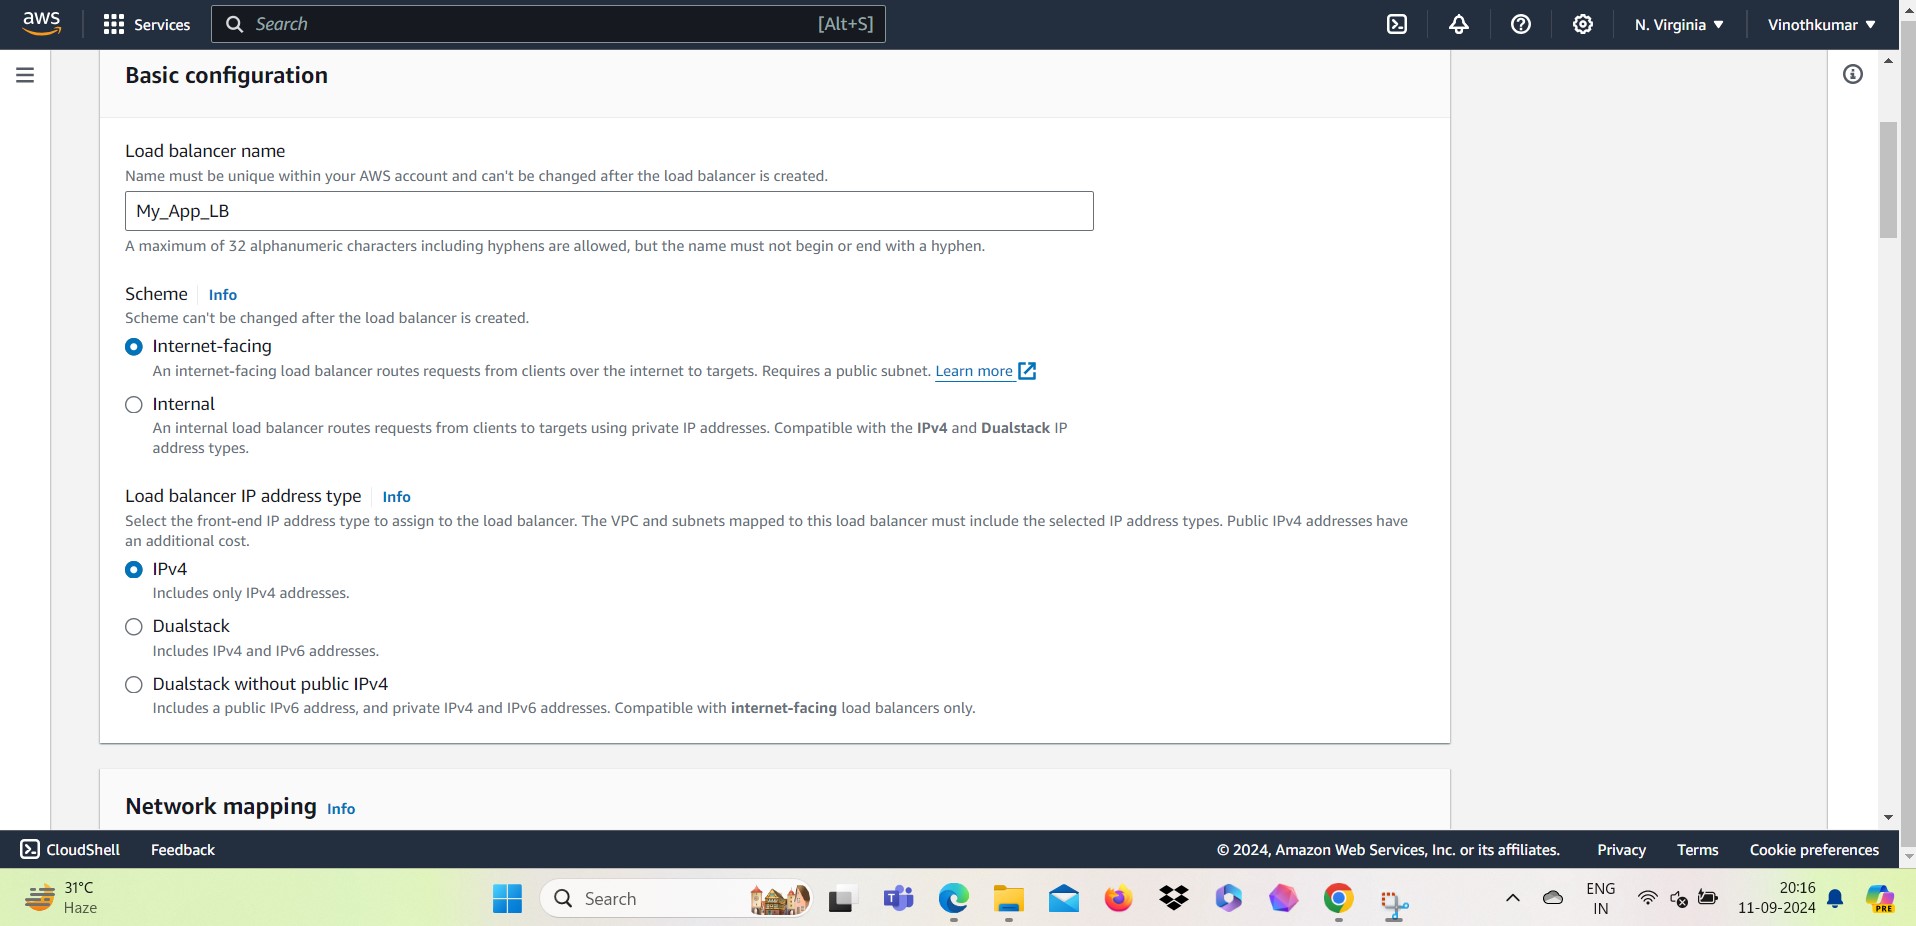 aws
Services
Search
[Alt+S]
N. Virginia
Vinothkumar
Basic configuration
Load balancer name
Name must be unique within your AWS account and can't be changed after the load balancer is created.
My_App_LB
A maximum of 32 alphanumeric characters including hyphens are allowed, but the name must not begin or end with a hyphen.
Scheme Info
Scheme can't be changed after the load balancer is created.
Internet-facing
An internet-facing load balancer routes requests from clients over the internet to targets. Requires a public subnet. Learn more
Internal
An internal load balancer routes requests from clients to targets using private IP addresses. Compatible with the IPv4 and Dualstack IP
address types.
Load balancer IP address type Info
Select the front-end IP address type to assign to the load balancer. The VPC and subnets mapped to this load balancer must include the selected IP address types. Public IPv4 addresses have
an additional cost.
IPv4
Includes only IPv4 addresses.
Dualstack
Includes IPv4 and IPv6 addresses.
Dualstack without public IPv4
Includes a public IPv6 address, and private IPv4 and IPv6 addresses. Compatible with internet-facing load balancers only.
Network mapping Info
CloudShell
Feedback
© 2024, Amazon Web Services, Inc. or its affiliates.
Privacy
Terms
Cookie preferences
31°C
Haze
Search
ENG
IN
20:16
11-09-2024
PRE